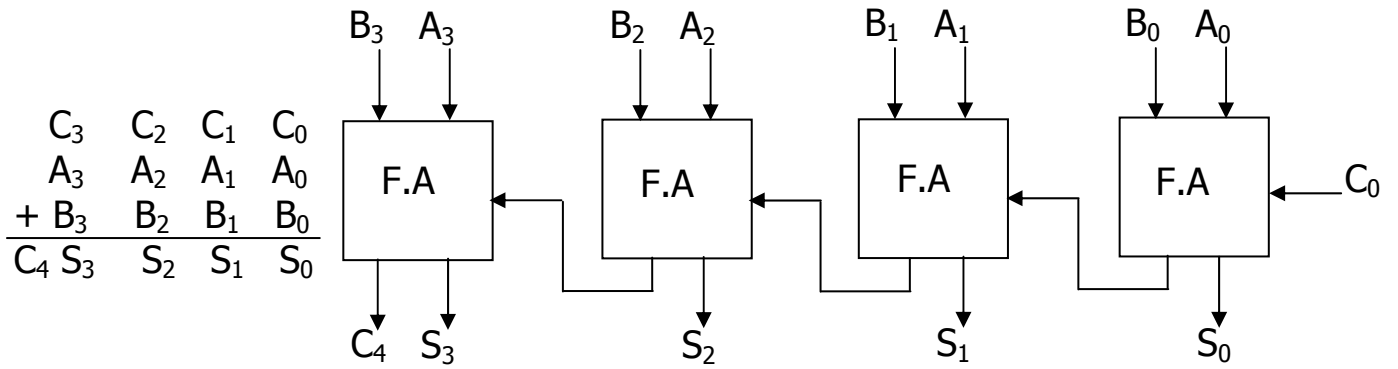 B₃ A₃ B₂ A₂ B₁ A₁ B₀ A₀
C₃ C₂ C₁ C₀
A₃ A₂ A₁ A₀
+ B₃ B₂ B₁ B₀
C₄ S₃ S₂ S₁ S₀
F.A F.A F.A F.A
C₀
C₄ S₃ S₂ S₁ S₀